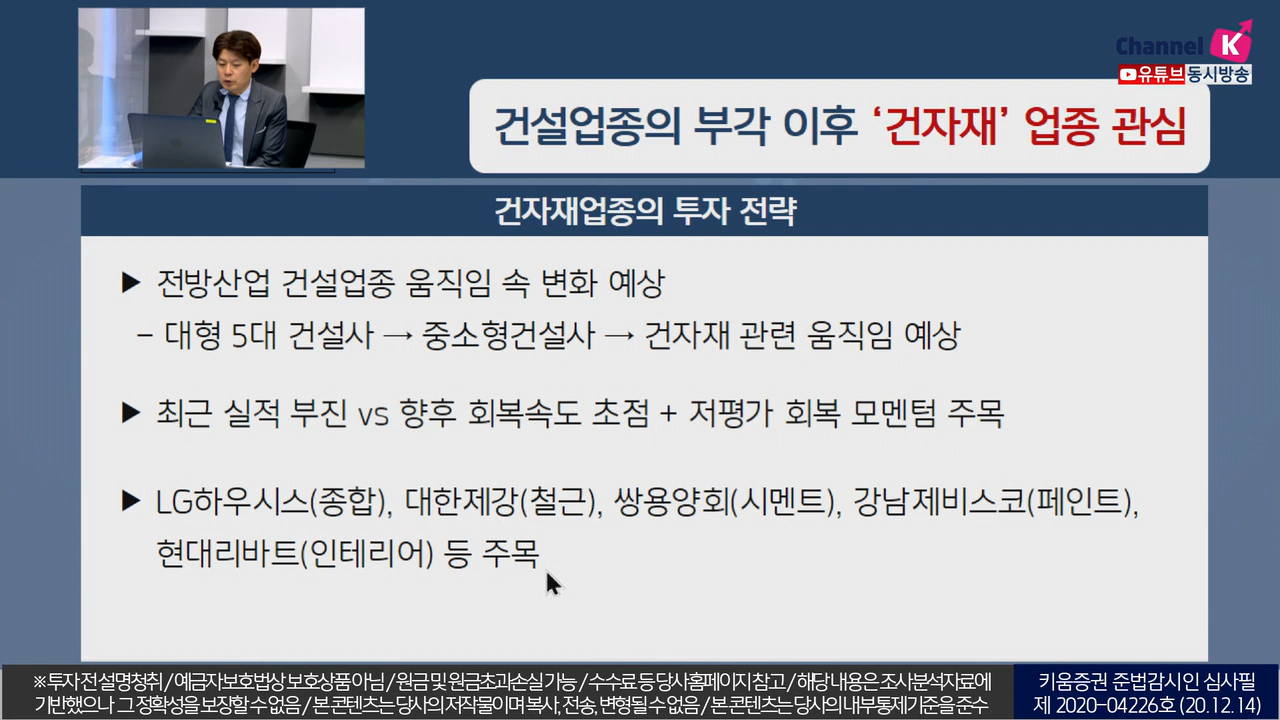 Channel K
유튜브동시방송
건설업종의 부각 이후 ‘건자재’ 업종 관심
건자재업종의 투자 전략
▶ 전방산업 건설업종 움직임 속 변화 예상
– 대형 5대 건설사 → 중소형건설사 → 건자재 관련 움직임 예상
▶ 최근 실적 부진 vs 향후 회복속도 초점 + 저평가 회복 모멘텀 주목
▶ LG하우시스(종합), 대한제강(철근), 쌍용양회(시멘트), 강남제비스코(페인트),
현대리바트(인테리어) 등 주목
※ 투자 전 설명청취 / 예금자보호법상 보호상품 아님 / 원금 및 원금초과손실 가능 / 수수료 등 당사홈페이지 참고 / 해당 내용은 조사분석자료에
기반했으나 그 정확성을 보장할 수 없음 / 본 콘텐츠는 당사의 저작물이며 복사, 전송, 변형될 수 없음 / 본 콘텐츠는 당사의 내부통제기준을 준수
키움증권 준법감시인 심사필
제 2020-04226호 (20.12.14)